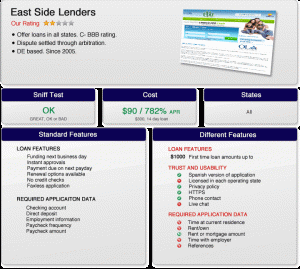 East Side Lenders
Our Rating
Offer loans in all states. C- BBB rating
Dispute settled through arbitration.
DE based. Since 2005.
Sniff Test
Cost
States
OK
GREAT, OK or BAD
$90 / 782% APR
$300, 14-day loan
All
Standard Features
LOAN FEATURES
Funding next business day
Instant approvals
Payment due on next payday
Renewal options available
No credit checks
Faxless application
REQUIRED APPLICAITON DATA
Checking account
Direct deposit
Employment information
Paycheck frequency
Paycheck amount
Different Features
LOAN FEATURES
$1000 First time loan amounts up to
TRUST AND USABILITY
Spanish version of application
Licensed in each operating state
Privacy policy
HTTPS
Phone contact
Live chat
REQUIRED APPLICATION DATA
Time at current residence
Rent/own
Rent or mortgage amount
Time with employer
References